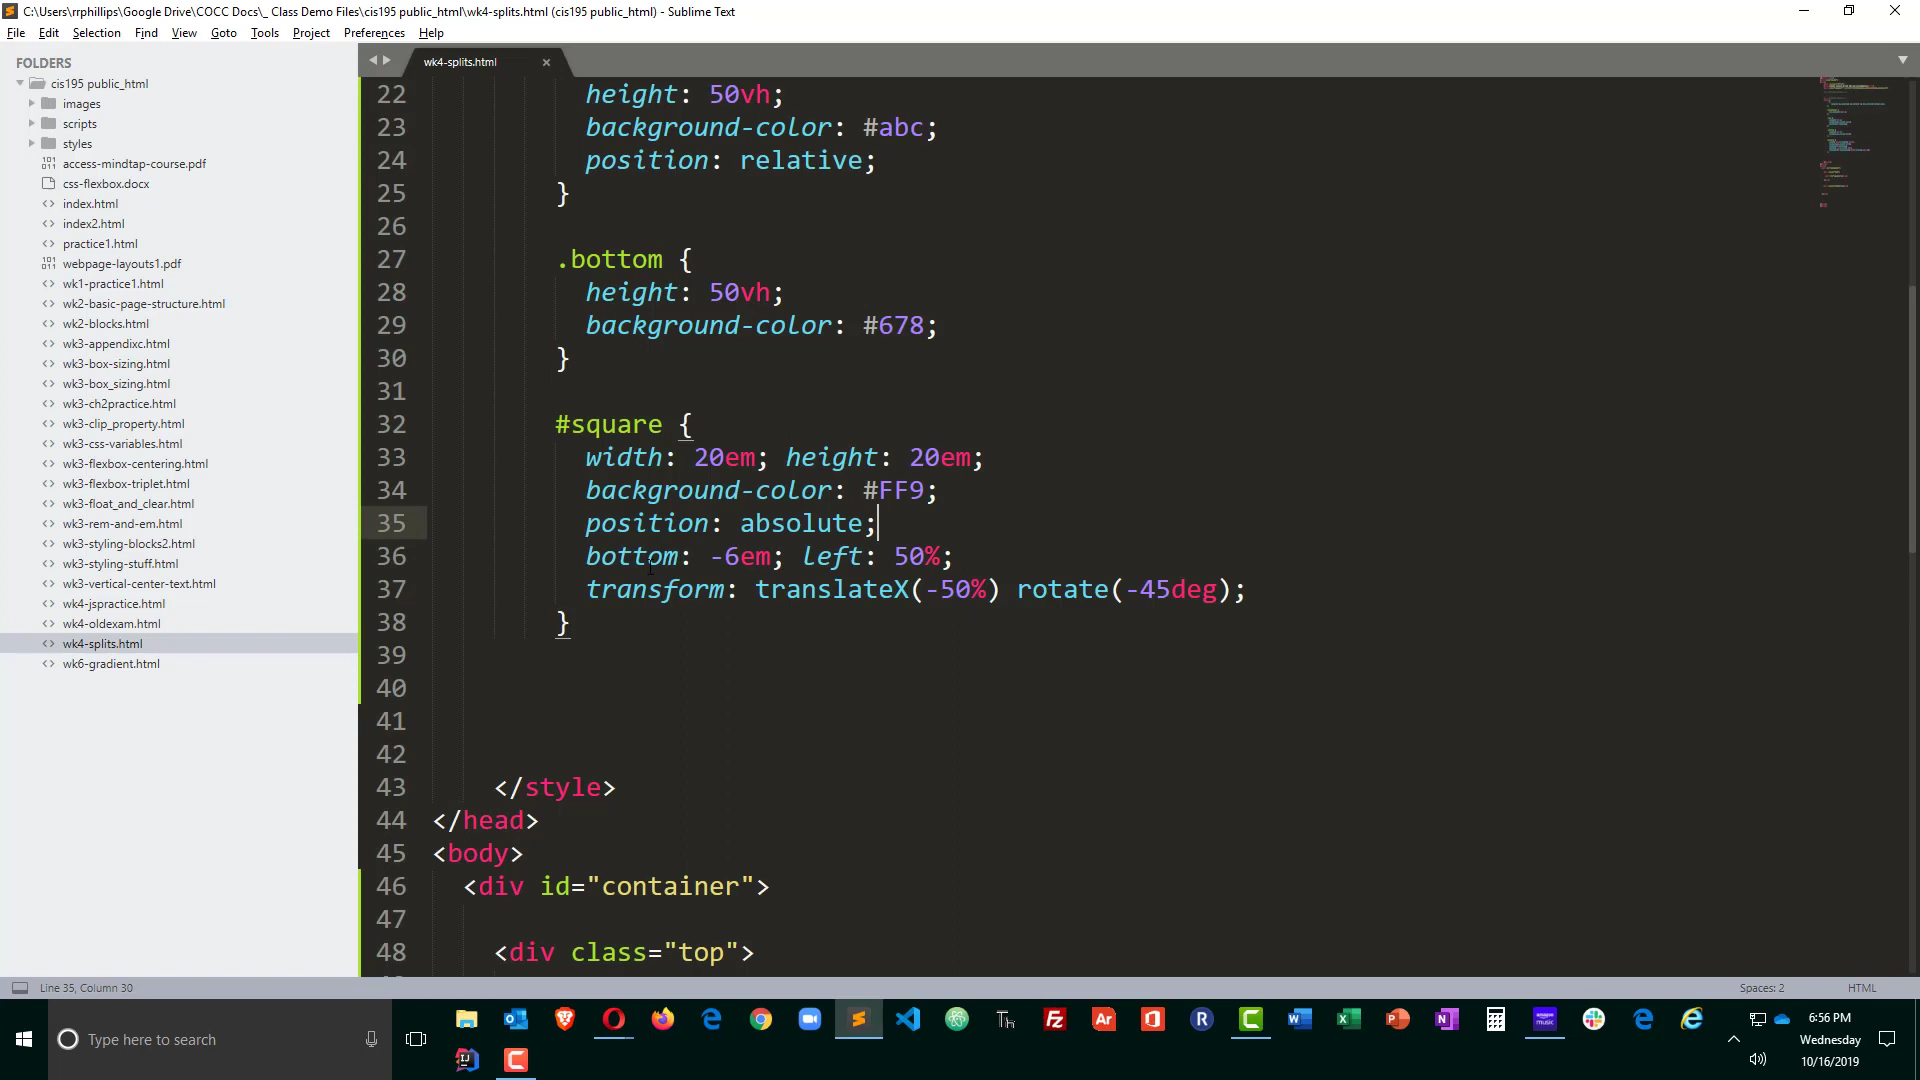 C:\Users\rrphillips\Google Drive\COCC Docs\_ Class Demo Files\cis195 public_html\wk4-splits.html (cis195 public_html) - Sublime Text
File Edit Selection Find View Goto Tools Project Preferences Help
FOLDERS
cis195 public_html
images
scripts
styles
access-mindtap-course.pdf
css-flexbox.docx
index.html
index2.html
practice1.html
webpage-layouts1.pdf
wk1-practice1.html
wk2-basic-page-structure.html
wk2-blocks.html
wk3-appendixc.html
wk3-box-sizing.html
wk3-box_sizing.html
wk3-ch2practice.html
wk3-clip_property.html
wk3-css-variables.html
wk3-flexbox-centering.html
wk3-flexbox-triplet.html
wk3-float_and_clear.html
wk3-rem-and-em.html
wk3-styling-blocks2.html
wk3-styling-stuff.html
wk3-vertical-center-text.html
wk4-jspractice.html
wk4-oldexam.html
wk4-splits.html
wk6-gradient.html
wk4-splits.html
22 height: 50vh;
23 background-color: #abc;
24 position: relative;
25 }
26
27 .bottom {
28 height: 50vh;
29 background-color: #678;
30 }
31
32 #square {
33 width: 20em; height: 20em;
34 background-color: #FF9;
35 position: absolute;
36 bottom: -6em; left: 50%;
37 transform: translateX(-50%) rotate(-45deg);
38 }
39
40
41
42
43 </style>
44 </head>
45 <body>
46 <div id="container">
47
48 <div class="top">
Line 35, Column 30
Spaces: 2
HTML
Type here to search
6:56 PM
Wednesday
10/16/2019